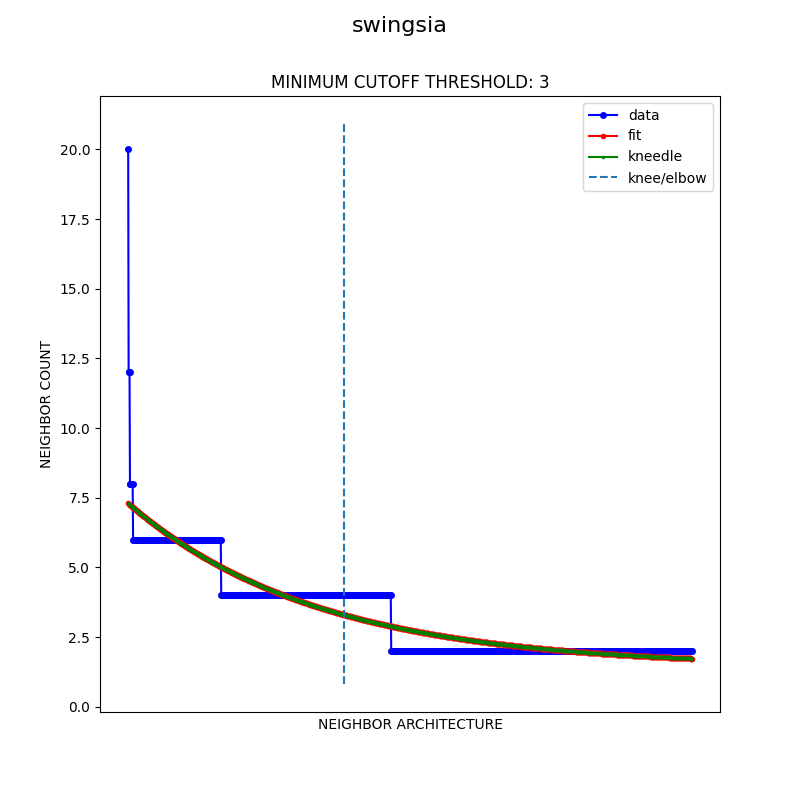 swingsia
MINIMUM CUTOFF THRESHOLD: 3
data
fit
kneedle
knee/elbow
20.0
17.5
15.0
12.5
10.0
7.5
5.0
2.5
0.0
NEIGHBOR COUNT
NEIGHBOR ARCHITECTURE